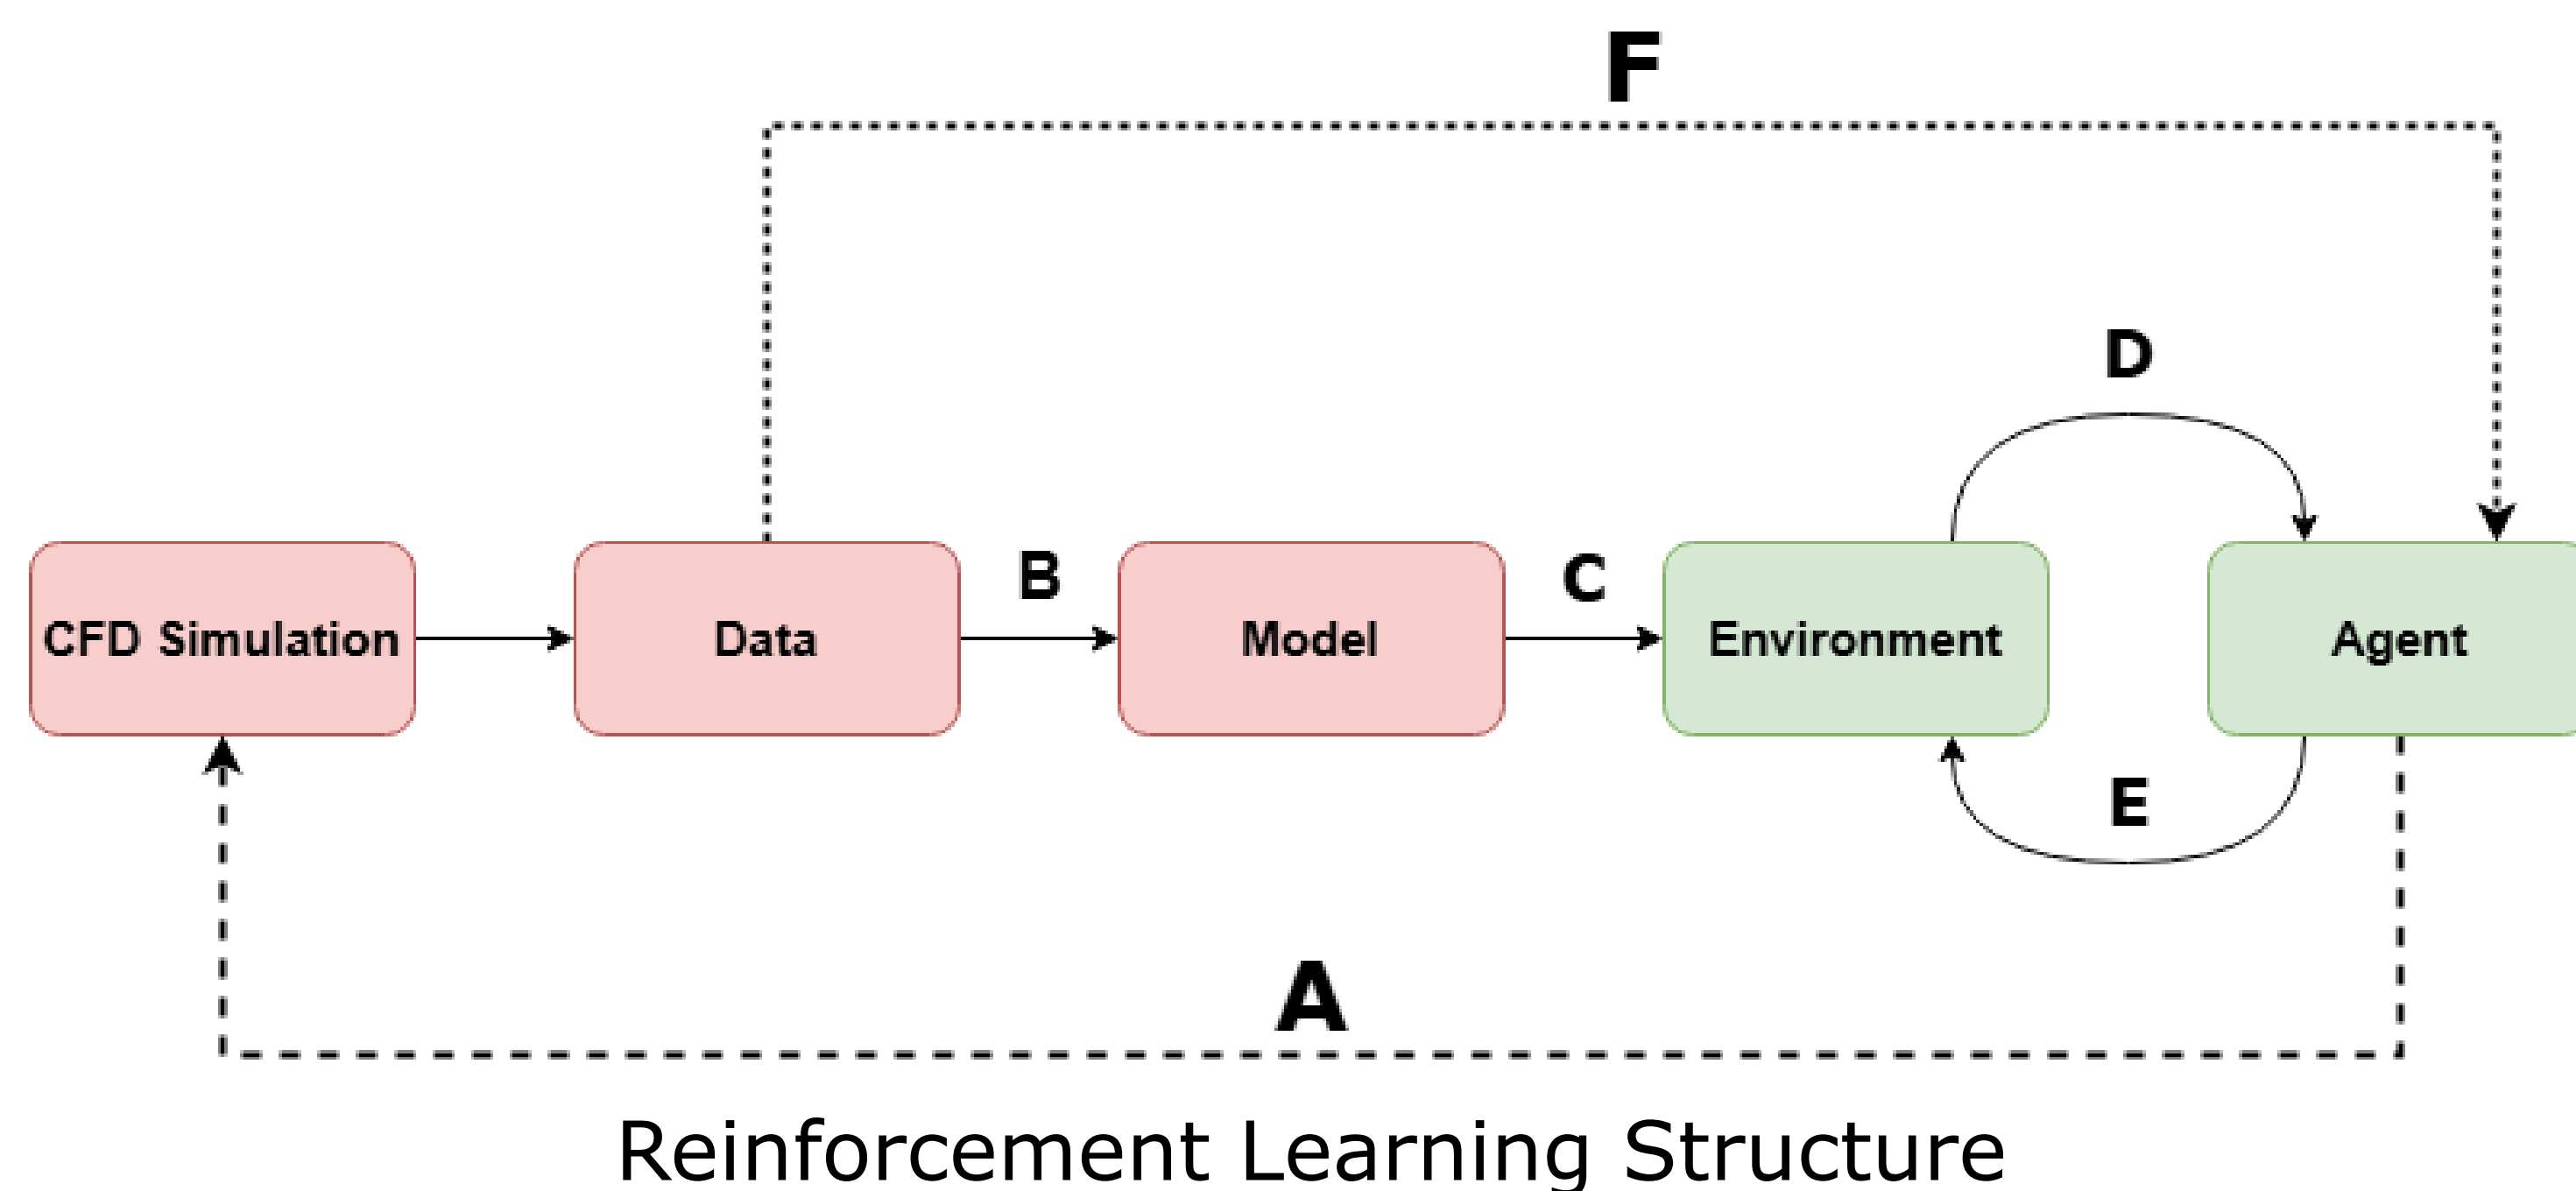 F
D
B
C
CFD Simulation
Data
Model
Environment
Agent
E
A
Reinforcement Learning Structure